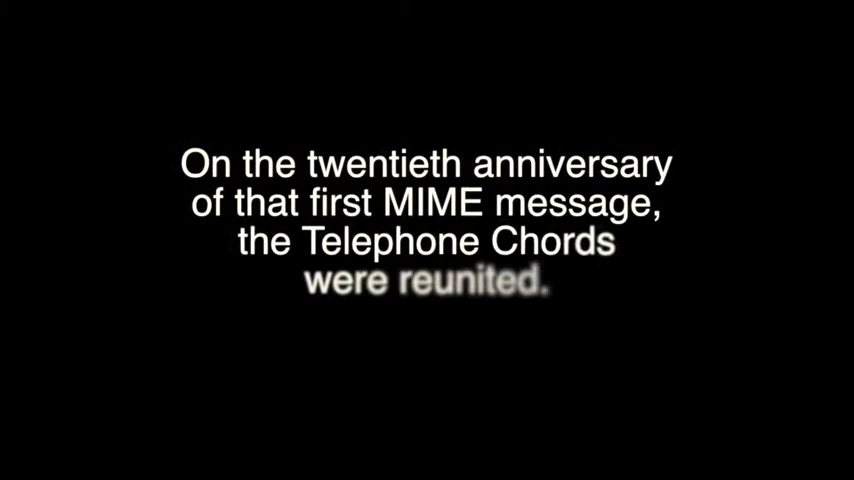 On the twentieth anniversary
of that first MIME message,
the Telephone Chords
were reunited.